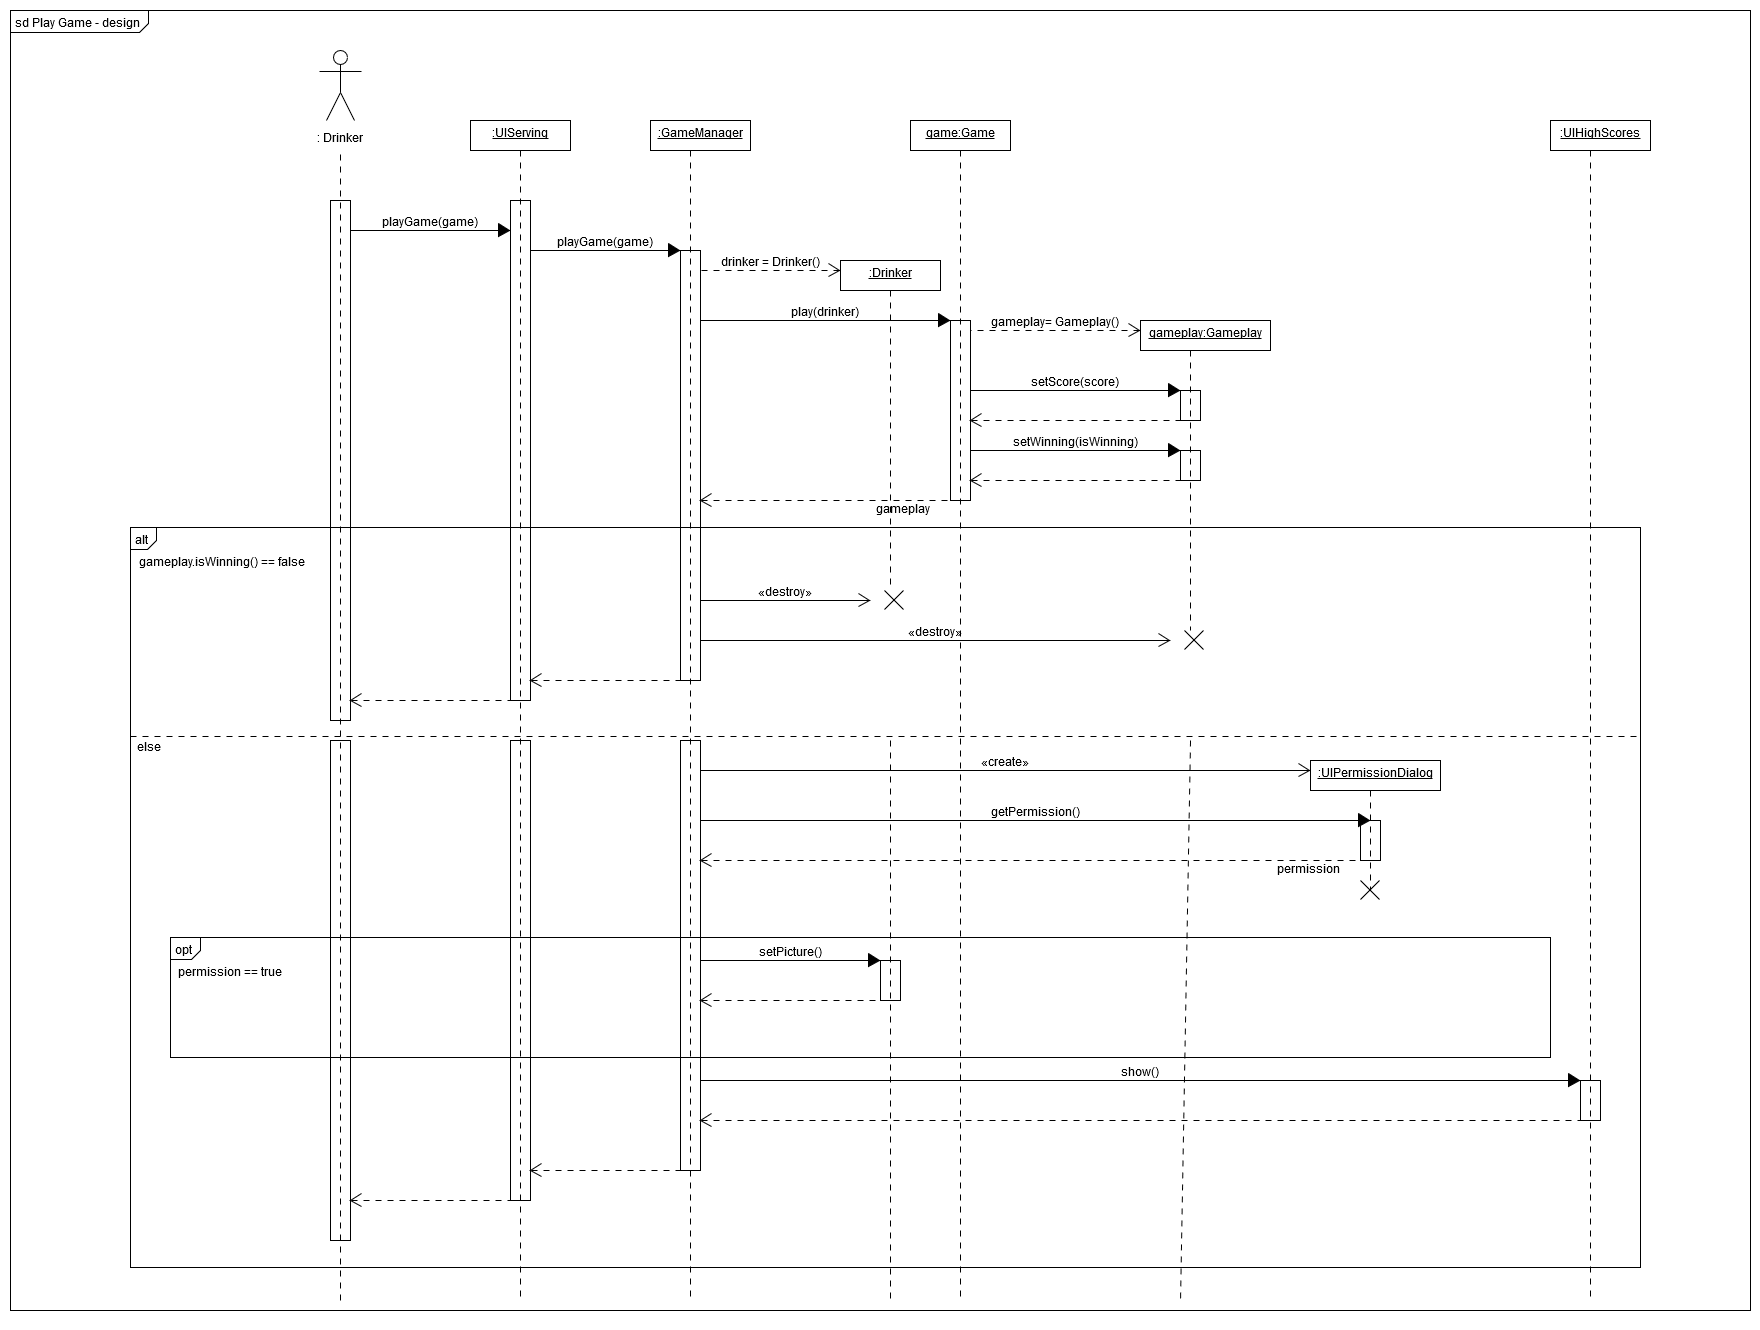 sd Play Game - design
: Drinker
:UIServing
:GameManager
game:Game
:UIHighScores
playGame(game)
playGame(game)
drinker = Drinker()
:Drinker
play(drinker)
gameplay= Gameplay()
gameplay:Gameplay
setScore(score)
setWinning(isWinning)
gameplay
alt
gameplay.isWinning() == false
«destroy»
«destroy»
else
«create»
:UIPermissionDialog
getPermission()
permission
opt
setPicture()
permission == true
show()